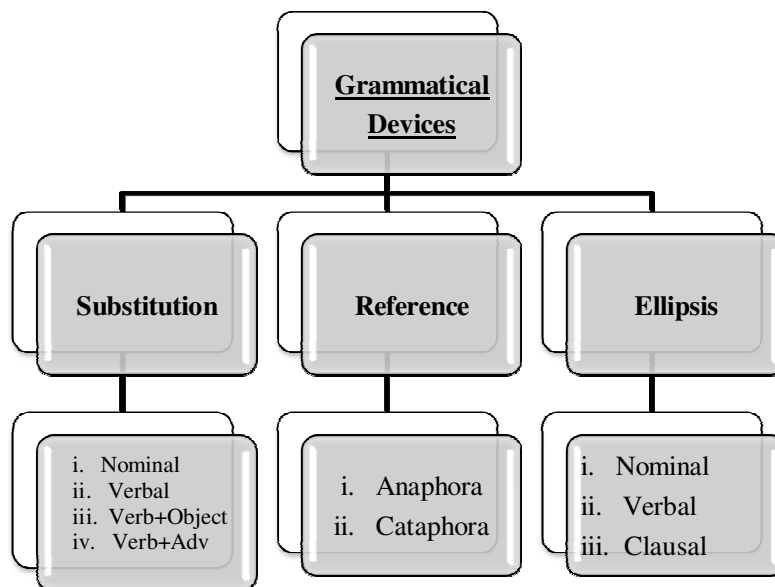 Grammatical
Devices
Substitution
Reference
Ellipsis
i. Nominal
ii. Verbal
iii. Verb+Object
iv. Verb+Adv
i. Anaphora
ii. Cataphora
i. Nominal
ii. Verbal
iii. Clausal